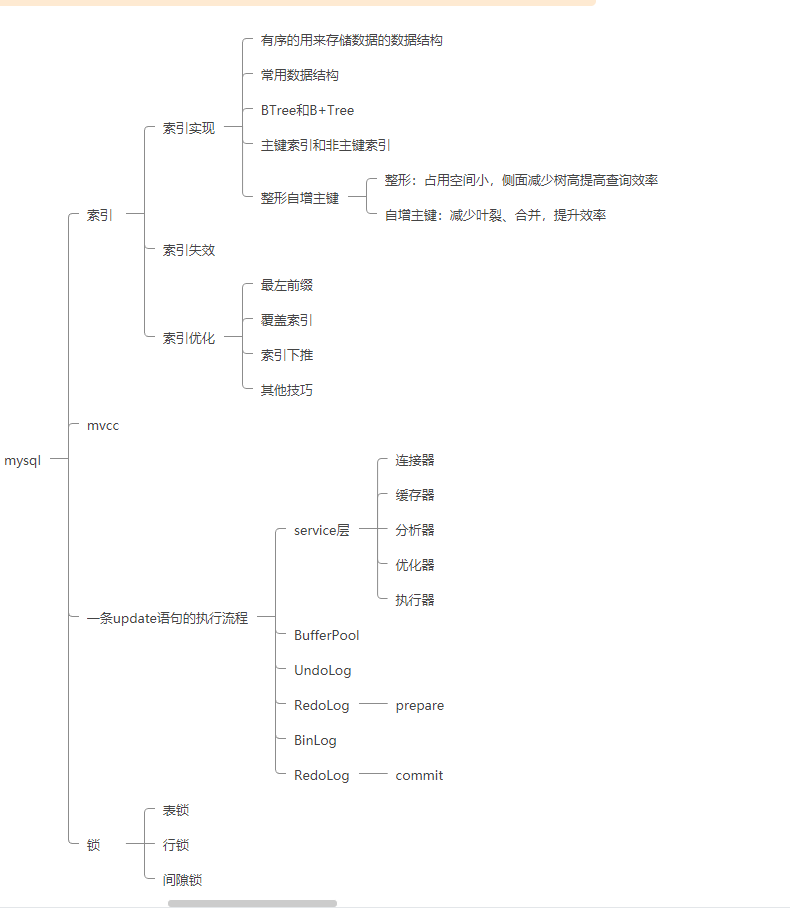 有序的用来存储数据的数据结构
常用数据结构
BTree和B+Tree
索引实现
主键索引和非主键索引
整形：占用空间小，侧面减少树高提高查询效率
整形自增主键
自增主键：减少叶裂、合并，提升效率
索引
索引失效
最左前缀
覆盖索引
索引优化
索引下推
其他技巧
mvcc
mysql
连接器
缓存器
service层
分析器
优化器
执行器
一条update语句的执行流程
BufferPool
UndoLog
RedoLog
prepare
BinLog
RedoLog
commit
表锁
锁
行锁
间隙锁